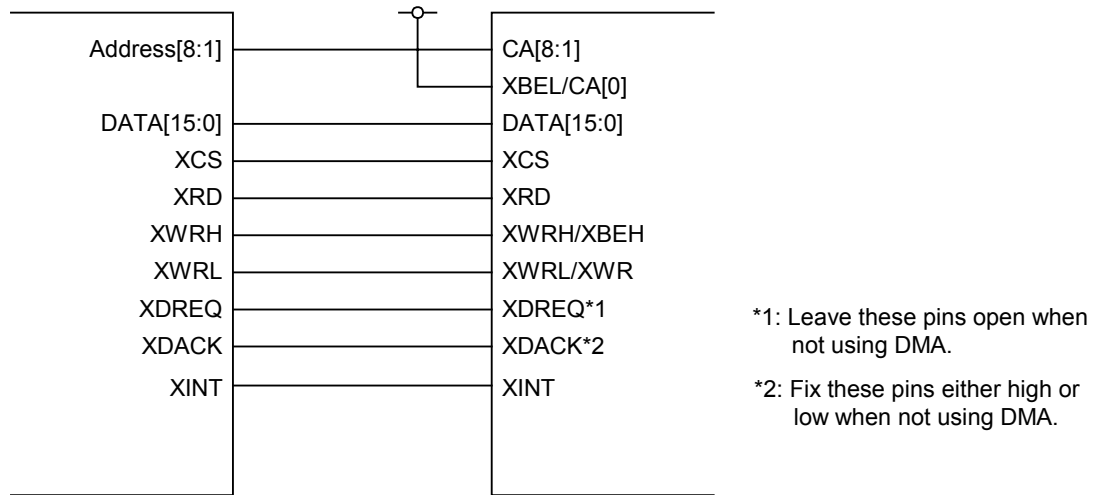 Address[8:1] CA[8:1]
XBEL/CA[0]
DATA[15:0] DATA[15:0]
XCS XCS
XRD XRD
XWRH XWRH/XBEH
XWRL XWRL/XWR
XDREQ XDREQ*1
XDACK XDACK*2
XINT XINT
*1: Leave these pins open when
not using DMA.
*2: Fix these pins either high or
low when not using DMA.